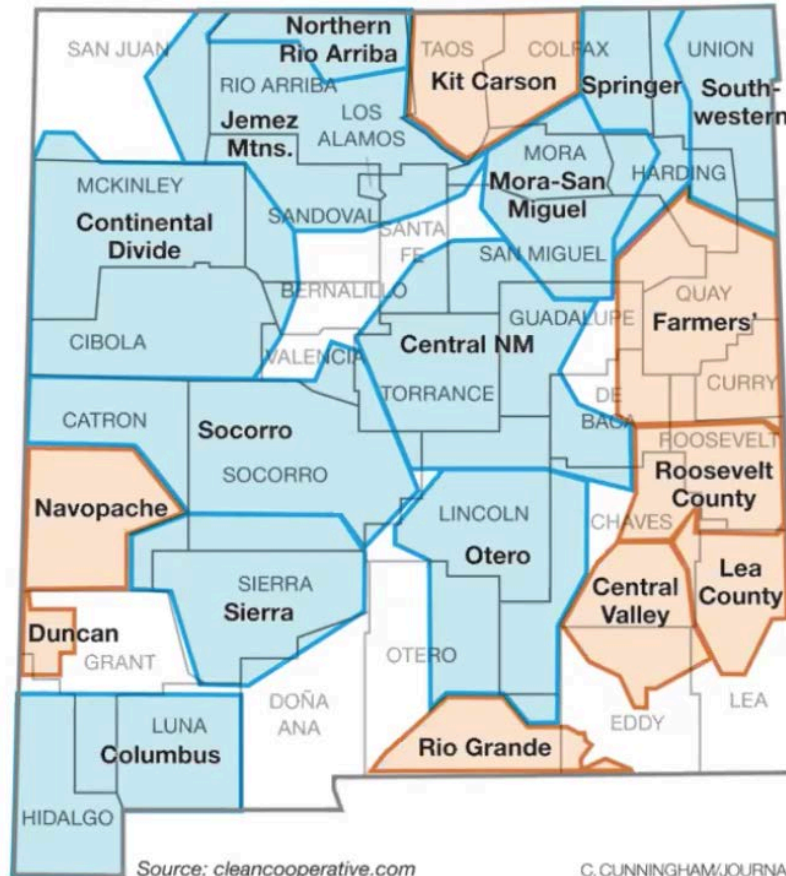 Northern
Rio Arriba
SAN JUAN
TAOS
COLFAX
UNION
Kit Carson
Springer
South-
western
RIO ARRIBA
LOS
ALAMOS
Jemez
Mtns.
MORA
HARDING
Mora-San
Miguel
MCKINLEY
Continental
Divide
SANDOVAL
SANTA
FE
SAN MIGUEL
BERNALILLO
QUAY
GUADALUPE
Farmers'
CIBOLA
VALENCIA
Central NM
TORRANCE
DE
BACA
CURRY
CATRON
Socorro
SOCORRO
ROOSEVELT
Roosevelt
County
Navopache
LINCOLN
CHAVES
Otero
Lea
County
Central
Valley
SIERRA
Sierra
Duncan
GRANT
OTERO
DOÑA
ANA
LEA
EDDY
LUNA
Columbus
Rio Grande
HIDALGO
Source: cleancooperative.com
C. CUNNINGHAM/JOURNA